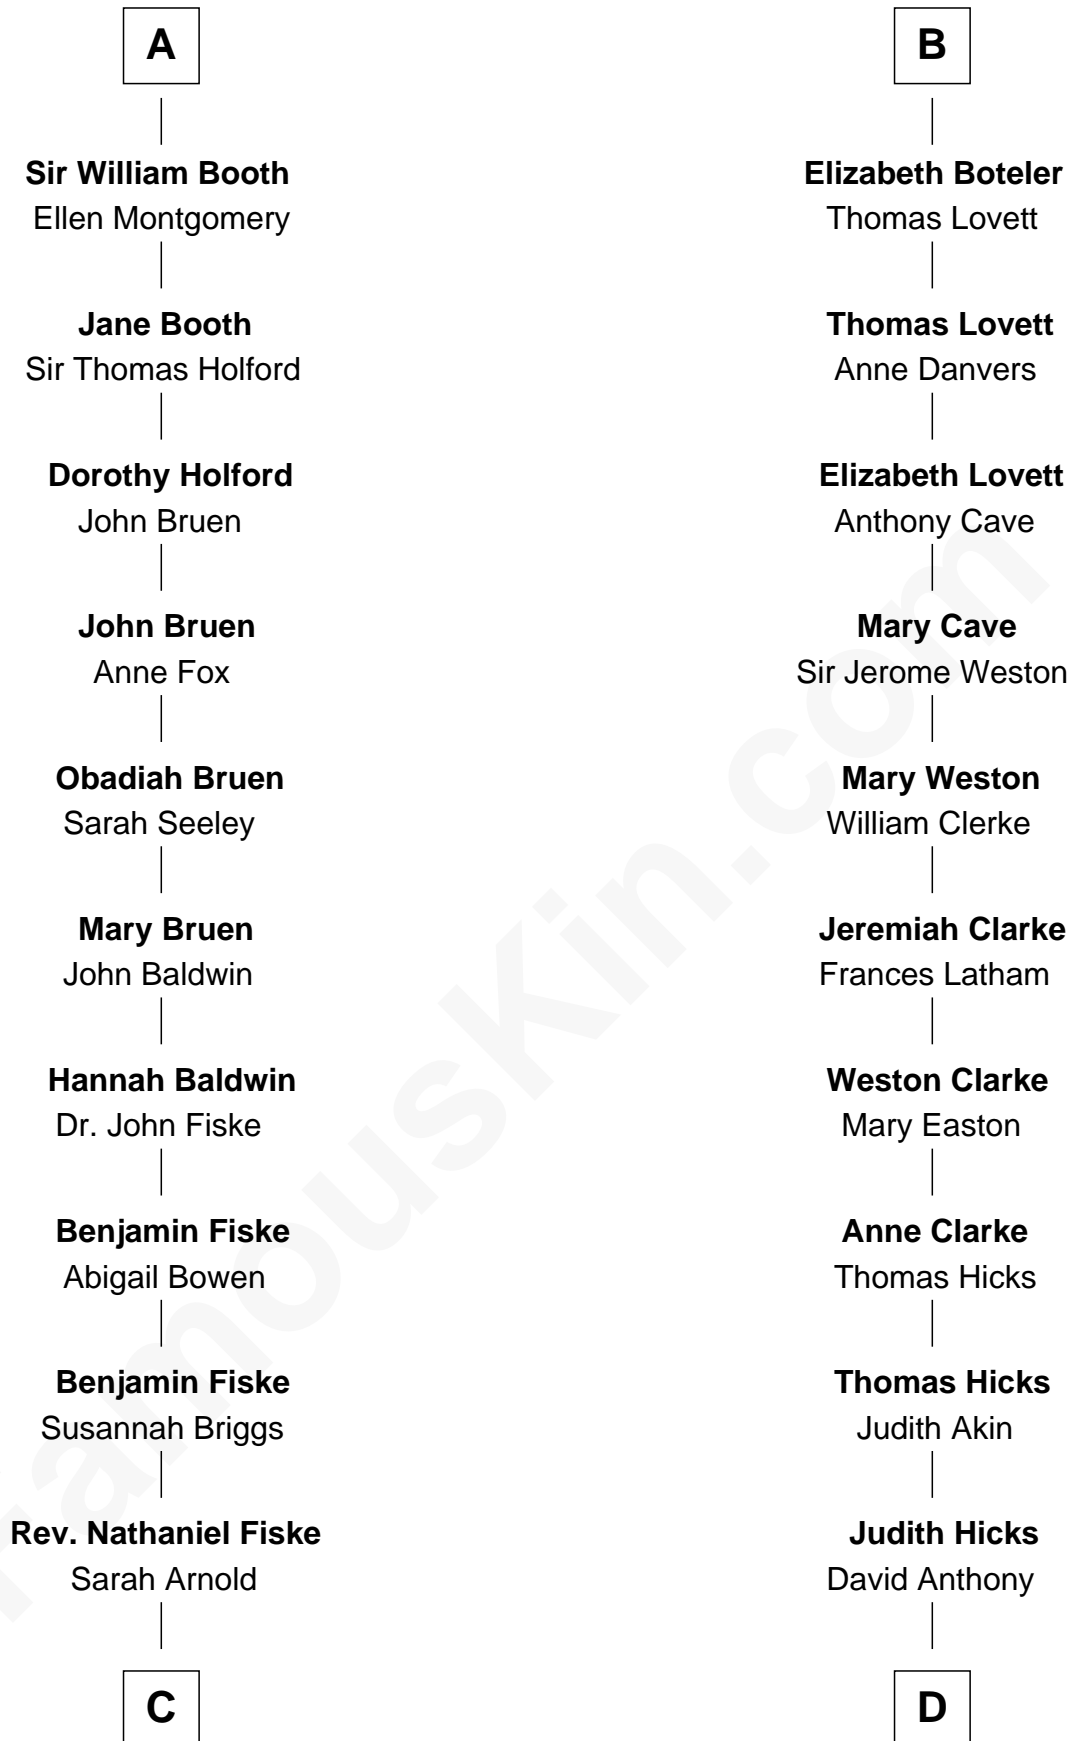 A
Sir William Booth
Ellen Montgomery
Jane Booth
Sir Thomas Holford
Dorothy Holford
John Bruen
John Bruen
Anne Fox
Obadiah Bruen
Sarah Seeley
Mary Bruen
John Baldwin
Hannah Baldwin
Dr. John Fiske
Benjamin Fiske
Abigail Bowen
Benjamin Fiske
Susannah Briggs
Rev. Nathaniel Fiske
Sarah Arnold
C
B
Elizabeth Boteler
Thomas Lovett
Thomas Lovett
Anne Danvers
Elizabeth Lovett
Anthony Cave
Mary Cave
Sir Jerome Weston
Mary Weston
William Clerke
Jeremiah Clarke
Frances Latham
Weston Clarke
Mary Easton
Anne Clarke
Thomas Hicks
Thomas Hicks
Judith Akin
Judith Hicks
David Anthony
D
FamousKin.com